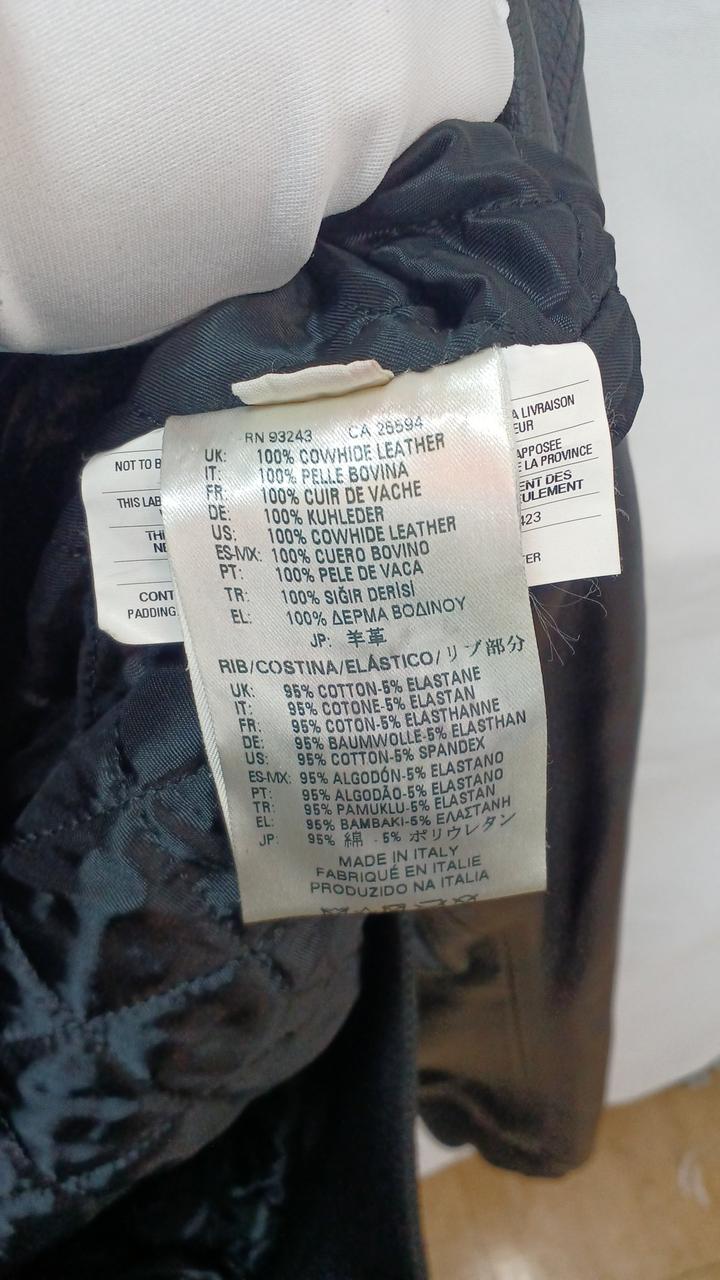 RN 93243 CA 26594
UK: 100% COWHIDE LEATHER
IT: 100% PELLE BOVINA
FR: 100% CUIR DE VACHE
DE: 100% KUHLEDER
US: 100% COWHIDE LEATHER
ES-MX: 100% CUERO BOVINO
PT: 100% PELE DE VACA
TR: 100% SIĞIR DERİSİ
EL: 100% ΔΕΡΜΑ ΒΟΔΙΝΟΥ
JP: 羊革
RIB/COSTINA/ELÁSTICO/リブ部分
UK: 95% COTTON-5% ELASTANE
IT: 95% COTONE-5% ELASTAN
FR: 95% COTON-5% ELASTHANNE
DE: 95% BAUMWOLLE-5% ELASTHAN
US: 95% COTTON-5% SPANDEX
ES-MX: 95% ALGODÓN-5% ELASTANO
PT: 95% ALGODÃO-5% ELASTANO
TR: 95% PAMUKLU-5% ELASTAN
EL: 95% ΒΑΜΒΑΚΙ-5% ΕΛΑΣΤΑΝΗ
JP: 95% 綿 - 5% ポリウレタン
MADE IN ITALY
FABRIQUÉ EN ITALIE
PRODUZIDO NA ITALIA
NOT TO B
THIS LAB
THI
NE
CONT
PADDING
A LIVRAISON
EUR
APPOSEE
E LA PROVINCE
ENT DES
ULEMENT
423
TER